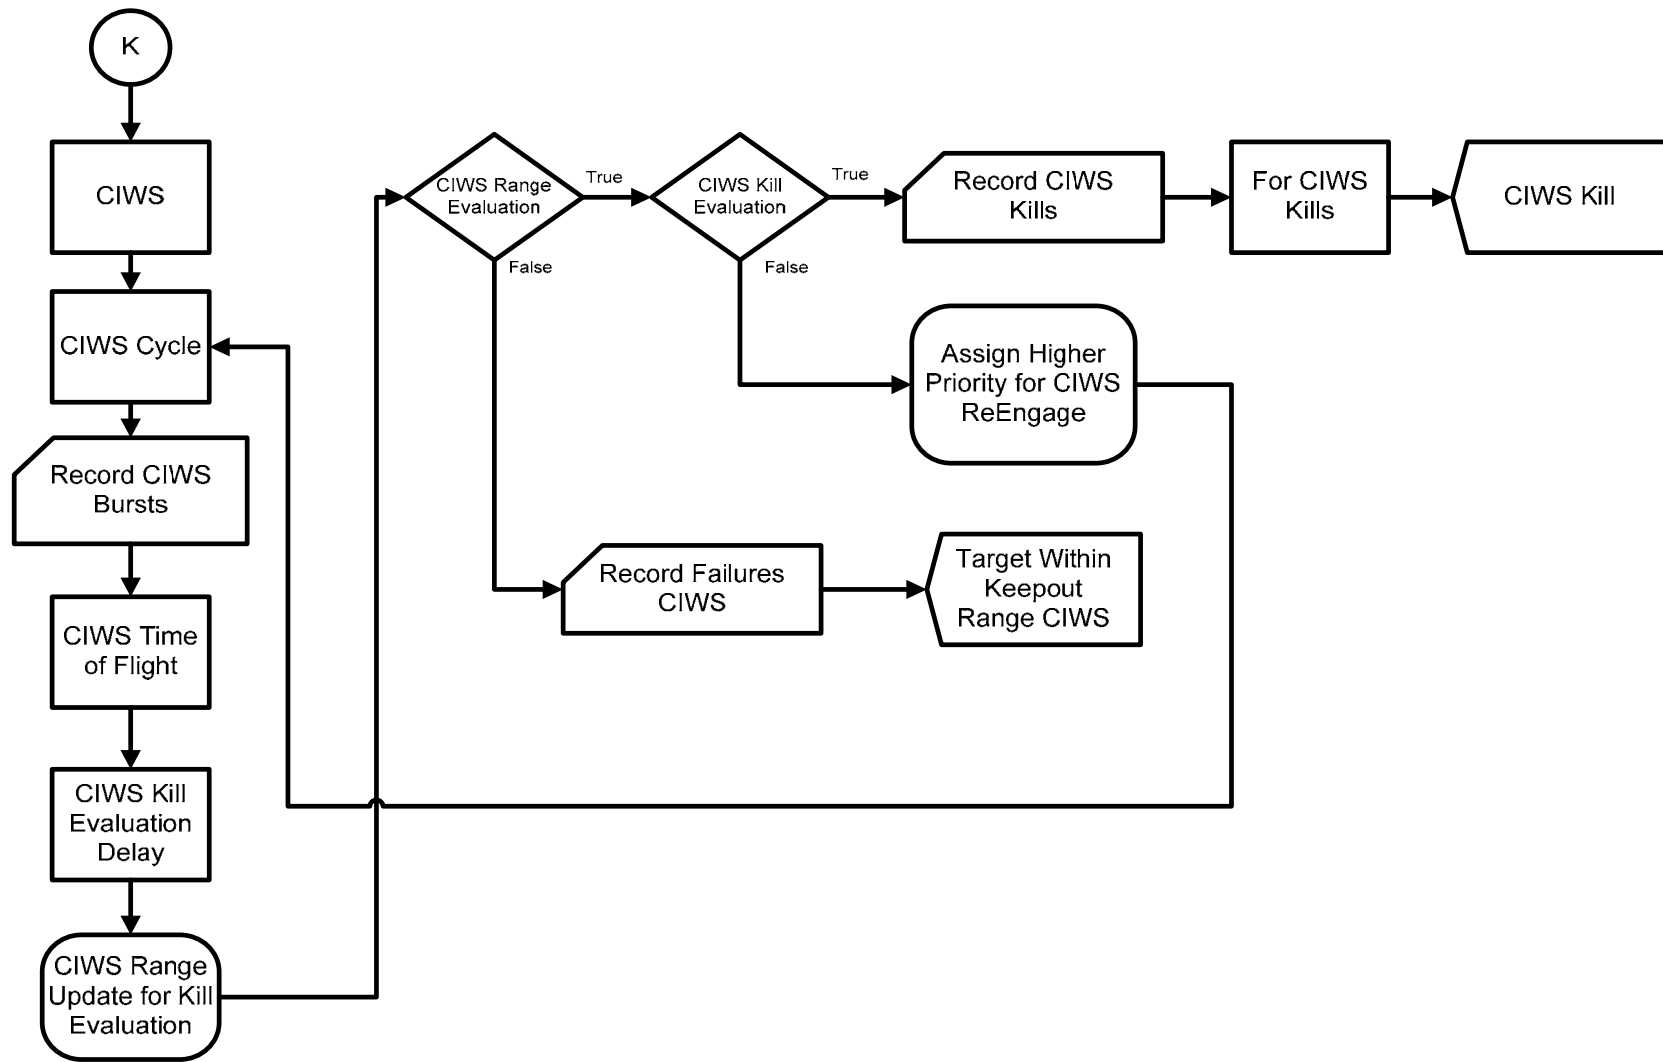 K
CIWS
CIWS Cycle
Record CIWS
Bursts
CIWS Time
of Flight
CIWS Kill
Evaluation
Delay
CIWS Range
Update for Kill
Evaluation
CIWS Range
Evaluation
True
False
CIWS Kill
Evaluation
True
False
Record CIWS
Kills
For CIWS
Kills
CIWS Kill
Assign Higher
Priority for CIWS
ReEngage
Record Failures
CIWS
Target Within
Keepout
Range CIWS